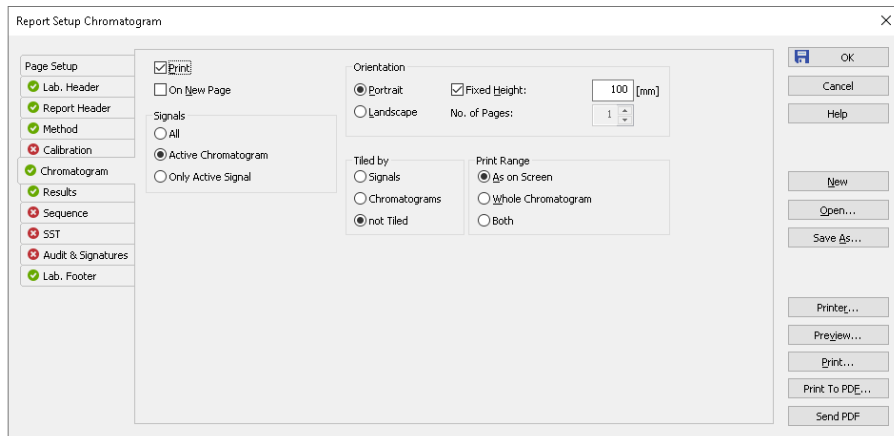 Report Setup Chromatogram
Page Setup
Lab. Header
Report Header
Method
Calibration
Chromatogram
Results
Sequence
SST
Audit & Signatures
Lab. Footer
Print
On New Page
Signals
All
Active Chromatogram
Only Active Signal
Orientation
Portrait
Fixed Height: 100 [mm]
Landscape
No. of Pages: 1
Tiled by
Signals
Chromatograms
not Tiled
Print Range
As on Screen
Whole Chromatogram
Both
OK
Cancel
Help
New
Open...
Save As...
Printer...
Preview...
Print...
Print To PDF...
Send PDF